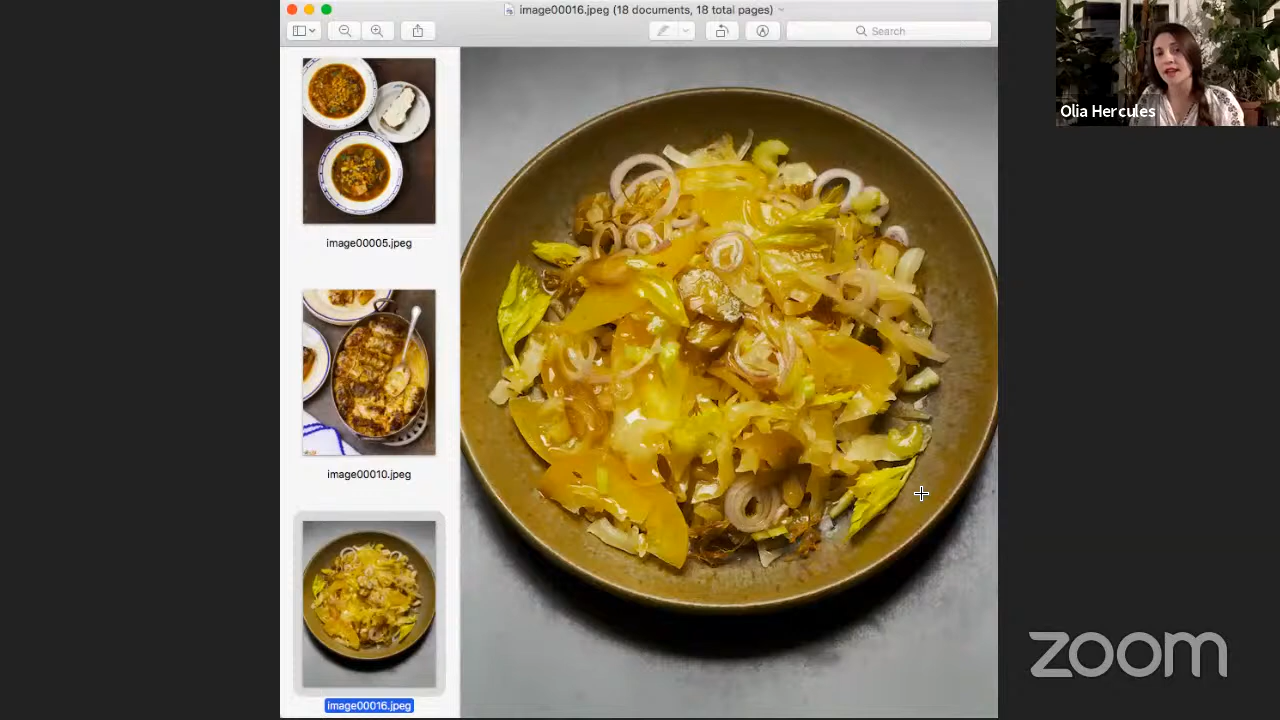 image00016.jpeg (18 documents, 18 total pages)
Search
Olia Hercules
image00005.jpeg
image00010.jpeg
image00016.jpeg
zoom